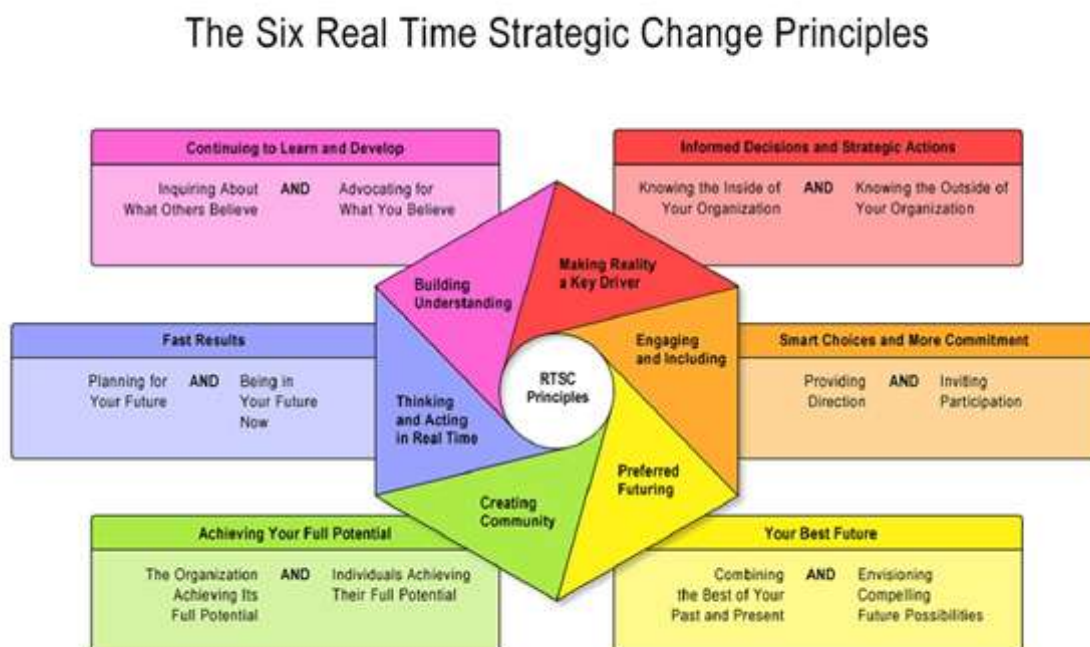 The Six Real Time Strategic Change Principles
Continuing to Learn and Develop
Inquiring About
What Others Believe
AND
Advocating for
What You Believe
Informed Decisions and Strategic Actions
Knowing the Inside of
Your Organization
AND
Knowing the Outside of
Your Organization
Building
Understanding
Making Reality
a Key Driver
Fast Results
Planning for
Your Future
AND
Being in
Your Future
Now
Thinking
and Acting
in Real Time
RTSC
Principles
Engaging
and Including
Smart Choices and More Commitment
Providing
Direction
AND
Inviting
Participation
Creating
Community
Preferred
Futuring
Achieving Your Full Potential
The Organization
Achieving Its
Full Potential
AND
Individuals Achieving
Their Full Potential
Your Best Future
Combining
the Best of Your
Past and Present
AND
Envisioning
Compelling
Future Possibilities